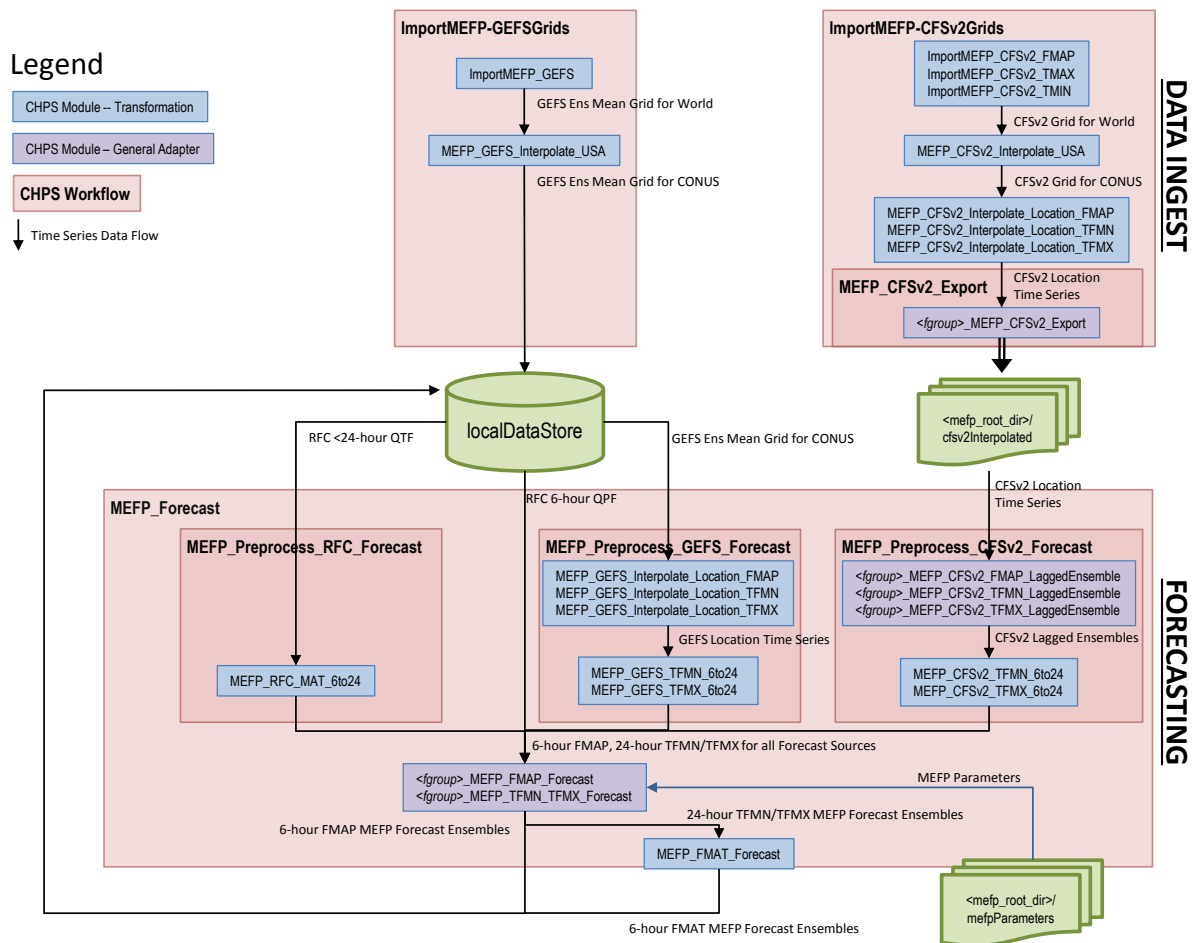 Legend
CHPS Module -- Transformation
CHPS Module – General Adapter
CHPS Workflow
Time Series Data Flow
ImportMEFP-GEFSGrids
ImportMEFP_GEFS
GEFS Ens Mean Grid for World
MEFP_GEFS_Interpolate_USA
GEFS Ens Mean Grid for CONUS
ImportMEFP-CFSv2Grids
ImportMEFP_CFSv2_FMAP
ImportMEFP_CFSv2_TMAX
ImportMEFP_CFSv2_TMIN
CFSv2 Grid for World
MEFP_CFSv2_Interpolate_USA
CFSv2 Grid for CONUS
MEFP_CFSv2_Interpolate_Location_FMAP
MEFP_CFSv2_Interpolate_Location_TFMN
MEFP_CFSv2_Interpolate_Location_TFMX
MEFP_CFSv2_Export
CFSv2 Location
Time Series
<fgroup>_MEFP_CFSv2_Export
DATA INGEST
localDataStore
<mefp_root_dir>/
cfsv2Interpolated
RFC <24-hour QTF
GEFS Ens Mean Grid for CONUS
RFC 6-hour QPF
CFSv2 Location
Time Series
MEFP_Forecast
MEFP_Preprocess_RFC_Forecast
MEFP_RFC_MAT_6to24
MEFP_Preprocess_GEFS_Forecast
MEFP_GEFS_Interpolate_Location_FMAP
MEFP_GEFS_Interpolate_Location_TFMN
MEFP_GEFS_Interpolate_Location_TFMX
GEFS Location Time Series
MEFP_GEFS_TFMN_6to24
MEFP_GEFS_TFMX_6to24
MEFP_Preprocess_CFSv2_Forecast
<fgroup>_MEFP_CFSv2_FMAP_LaggedEnsemble
<fgroup>_MEFP_CFSv2_TFMN_LaggedEnsemble
<fgroup>_MEFP_CFSv2_TFMX_LaggedEnsemble
CFSv2 Lagged Ensembles
MEFP_CFSv2_TFMN_6to24
MEFP_CFSv2_TFMX_6to24
FORECASTING
6-hour FMAP, 24-hour TFMN/TFMX for all Forecast Sources
<fgroup>_MEFP_FMAP_Forecast
<fgroup>_MEFP_TFMN_TFMX_Forecast
MEFP Parameters
6-hour FMAP MEFP Forecast Ensembles
24-hour TFMN/TFMX MEFP Forecast Ensembles
MEFP_FMAT_Forecast
<mefp_root_dir>/
mefpParameters
6-hour FMAT MEFP Forecast Ensembles